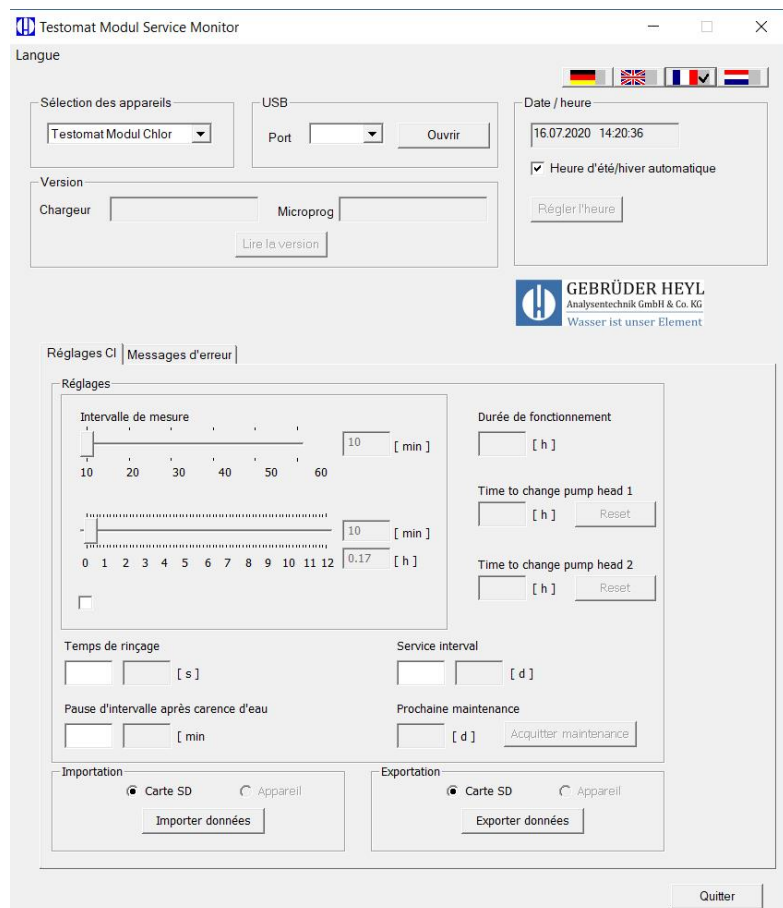 Testomat Modul Service Monitor
Langue
Sélection des appareils
Testomat Modul Chlor
USB
Port
Ouvrir
Date / heure
16.07.2020 14:20:36
Heure d'été/hiver automatique
Régler l'heure
Version
Chargeur
Microprog
Lire la version
GEBRÜDER HEYL
Analysentechnik GmbH & Co. KG
Wasser ist unser Element
Réglages Cl
Messages d'erreur
Réglages
Intervalle de mesure
10 [ min ]
10 20 30 40 50 60
10 [ min ]
0 1 2 3 4 5 6 7 8 9 10 11 12
0.17 [ h ]
Durée de fonctionnement
[ h ]
Time to change pump head 1
[ h ] Reset
Time to change pump head 2
[ h ] Reset
Temps de rinçage
[ s ]
Service interval
[ d ]
Pause d'intervalle après carence d'eau
[ min
Prochaine maintenance
[ d ] Acquitter maintenance
Importation
Carte SD Appareil
Importer données
Exportation
Carte SD Appareil
Exporter données
Quitter